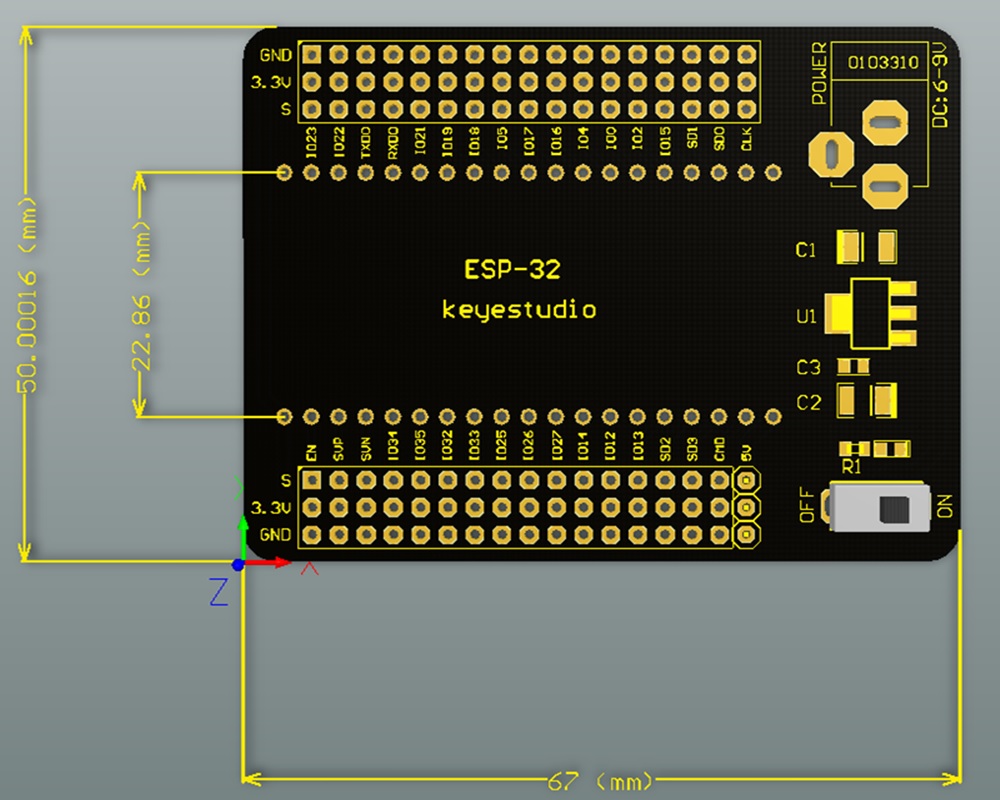 GND
3.3V
S
IO23 IO22 TXD0 RXD0 IO21 IO19 IO18 IO5 IO17 IO16 IO4 IO0 IO2 IO15 SD1 SD0 CLK
POWER
0103310
DC:6-9V
50.00016 (mm)
22.86 (mm)
ESP-32
keyestudio
C1
U1
C3
C2
R1
OFF
ON
EN SVP SVN IO34 IO35 IO32 IO33 IO25 IO26 IO27 IO14 IO12 IO13 SD2 SD3 CMD 5V
S
3.3V
GND
X
Z
67 (mm)